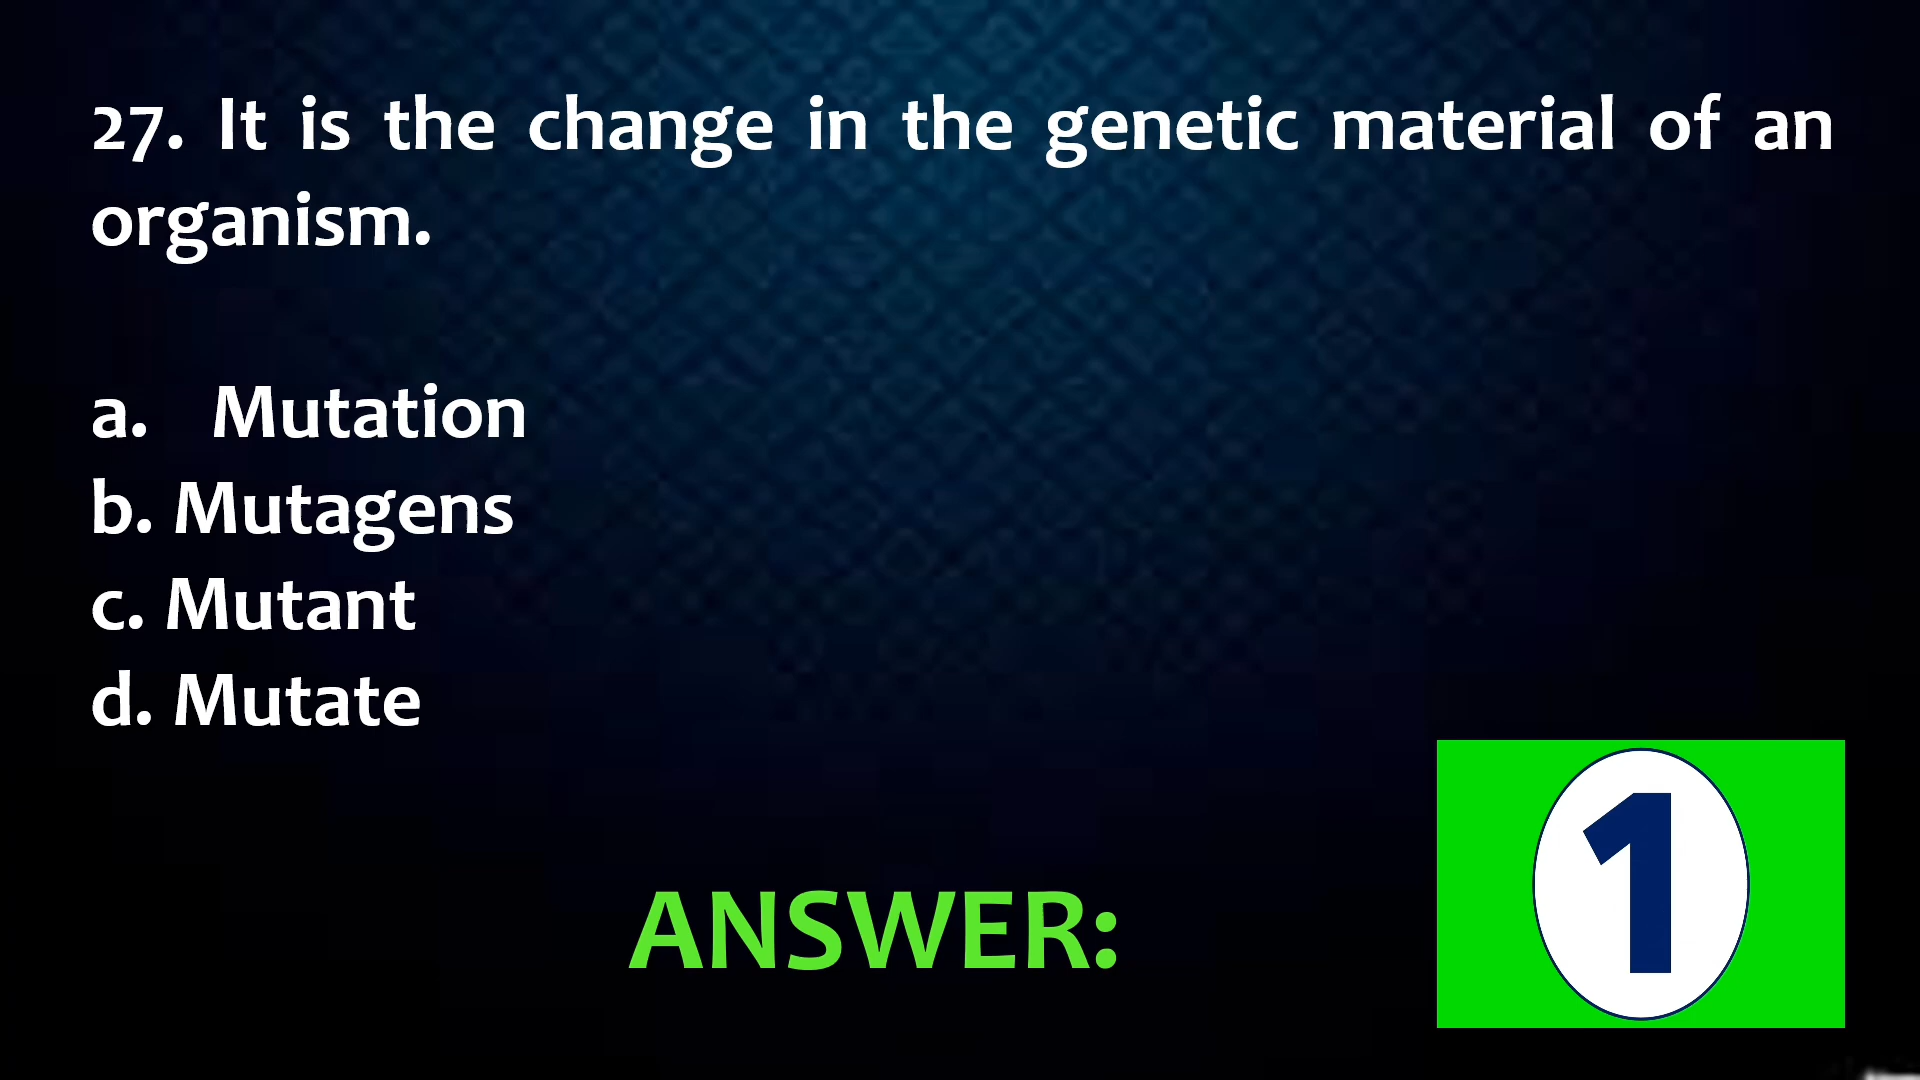 27. It is the change in the genetic material of an
organism.
a. Mutation
b. Mutagens
c. Mutant
d. Mutate
ANSWER:
1